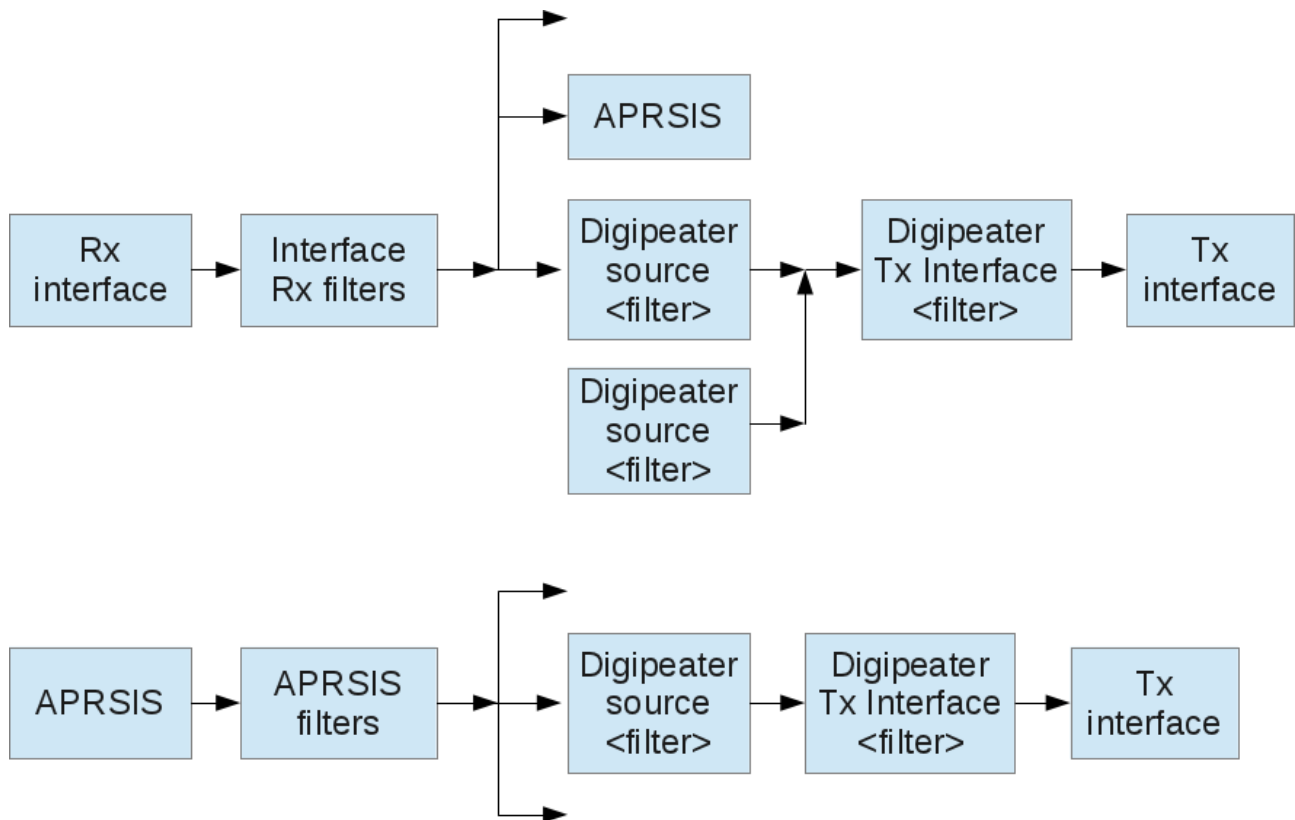 APRSIS
Rx
interface
Interface
Rx filters
Digipeater
source
<filter>
Digipeater
Tx Interface
<filter>
Tx
interface
Digipeater
source
<filter>
APRSIS
APRSIS
filters
Digipeater
source
<filter>
Digipeater
Tx Interface
<filter>
Tx
interface